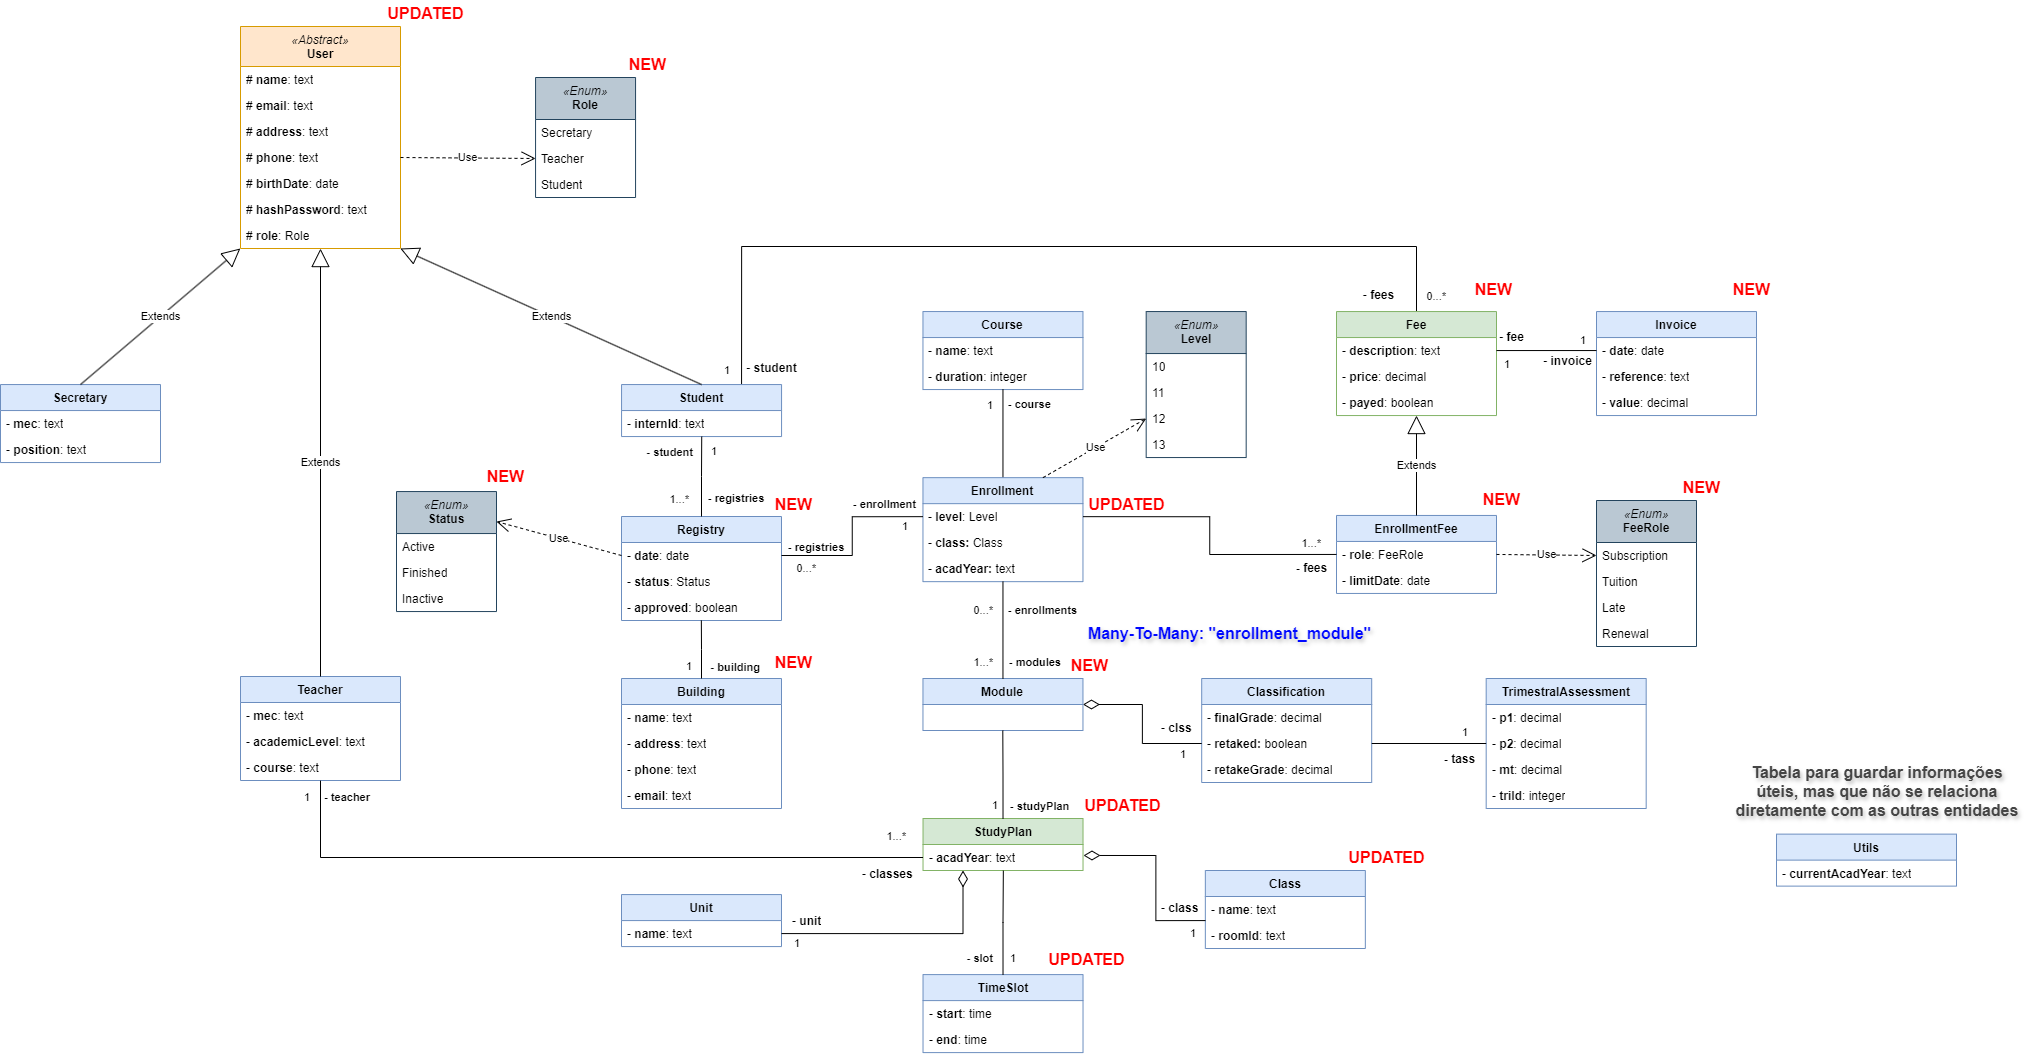 UPDATED
«Abstract»
User
# name: text
# email: text
# address: text
# phone: text
# birthDate: date
# hashPassword: text
# role: Role
Use
NEW
«Enum»
Role
Secretary
Teacher
Student
Extends
Extends
Extends
Secretary
- mec: text
- position: text
1
- student
Student
- internId: text
- student
1
1...*
- registries
NEW
Registry
- date: date
- status: Status
- approved: boolean
NEW
«Enum»
Status
Active
Finished
Inactive
Use
1
- building
NEW
Building
- name: text
- address: text
- phone: text
- email: text
Teacher
- mec: text
- academicLevel: text
- course: text
1
- teacher
- registries
0...*
- enrollment
1
Course
- name: text
- duration: integer
1
- course
«Enum»
Level
10
11
12
13
Use
Enrollment
- level: Level
- class: Class
- acadYear: text
UPDATED
- fees
0...*
NEW
Fee
- description: text
- price: decimal
- payed: boolean
- fee
1
1
- invoice
NEW
Invoice
- date: date
- reference: text
- value: decimal
Extends
NEW
EnrollmentFee
- role: FeeRole
- limitDate: date
1...*
- fees
Use
NEW
«Enum»
FeeRole
Subscription
Tuition
Late
Renewal
0...*
- enrollments
Many-To-Many: "enrollment_module"
1...*
- modules
NEW
Module
- clss
1
Classification
- finalGrade: decimal
- retaked: boolean
- retakeGrade: decimal
1
- tass
TrimestralAssessment
- p1: decimal
- p2: decimal
- mt: decimal
- triId: integer
1
- studyPlan
UPDATED
1...*
- classes
StudyPlan
- acadYear: text
Unit
- name: text
- unit
1
- class
1
UPDATED
Class
- name: text
- roomId: text
- slot
1
UPDATED
TimeSlot
- start: time
- end: time
Tabela para guardar informações
úteis, mas que não se relaciona
diretamente com as outras entidades
Utils
- currentAcadYear: text